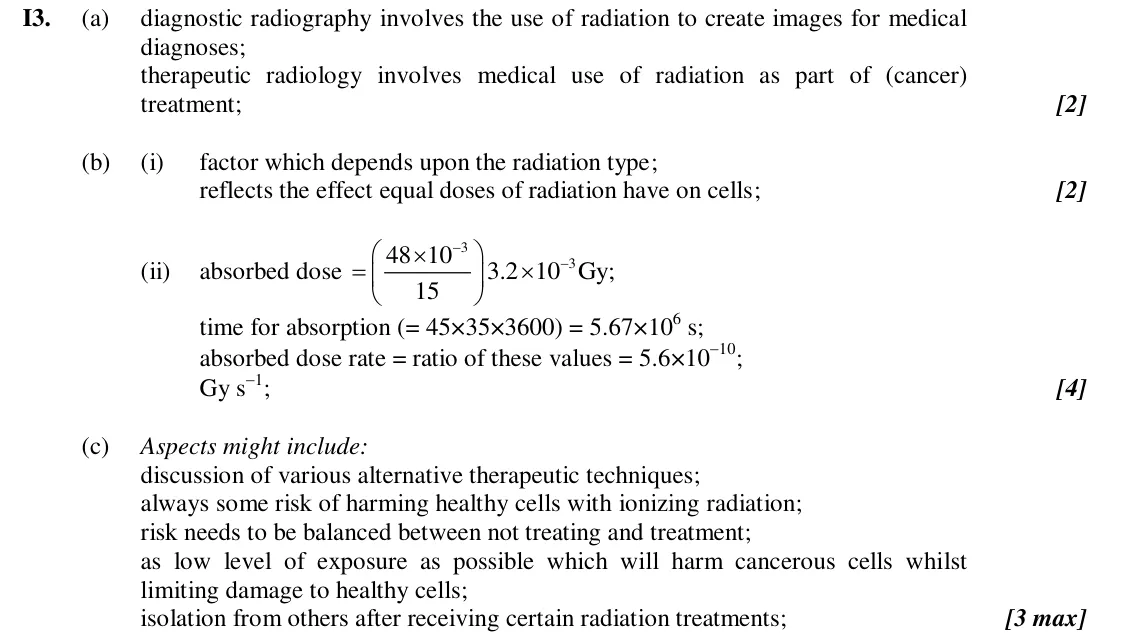 I3. (a) diagnostic radiography involves the use of radiation to create images for medical
diagnoses;
therapeutic radiology involves medical use of radiation as part of (cancer)
treatment; [2]
(b) (i) factor which depends upon the radiation type;
reflects the effect equal doses of radiation have on cells; [2]
(ii) absorbed dose = (48×10⁻³ / 15) 3.2×10⁻³ Gy;
time for absorption (= 45×35×3600) = 5.67×10⁶ s;
absorbed dose rate = ratio of these values = 5.6×10⁻¹⁰;
Gy s⁻¹; [4]
(c) Aspects might include:
discussion of various alternative therapeutic techniques;
always some risk of harming healthy cells with ionizing radiation;
risk needs to be balanced between not treating and treatment;
as low level of exposure as possible which will harm cancerous cells whilst
limiting damage to healthy cells;
isolation from others after receiving certain radiation treatments; [3 max]